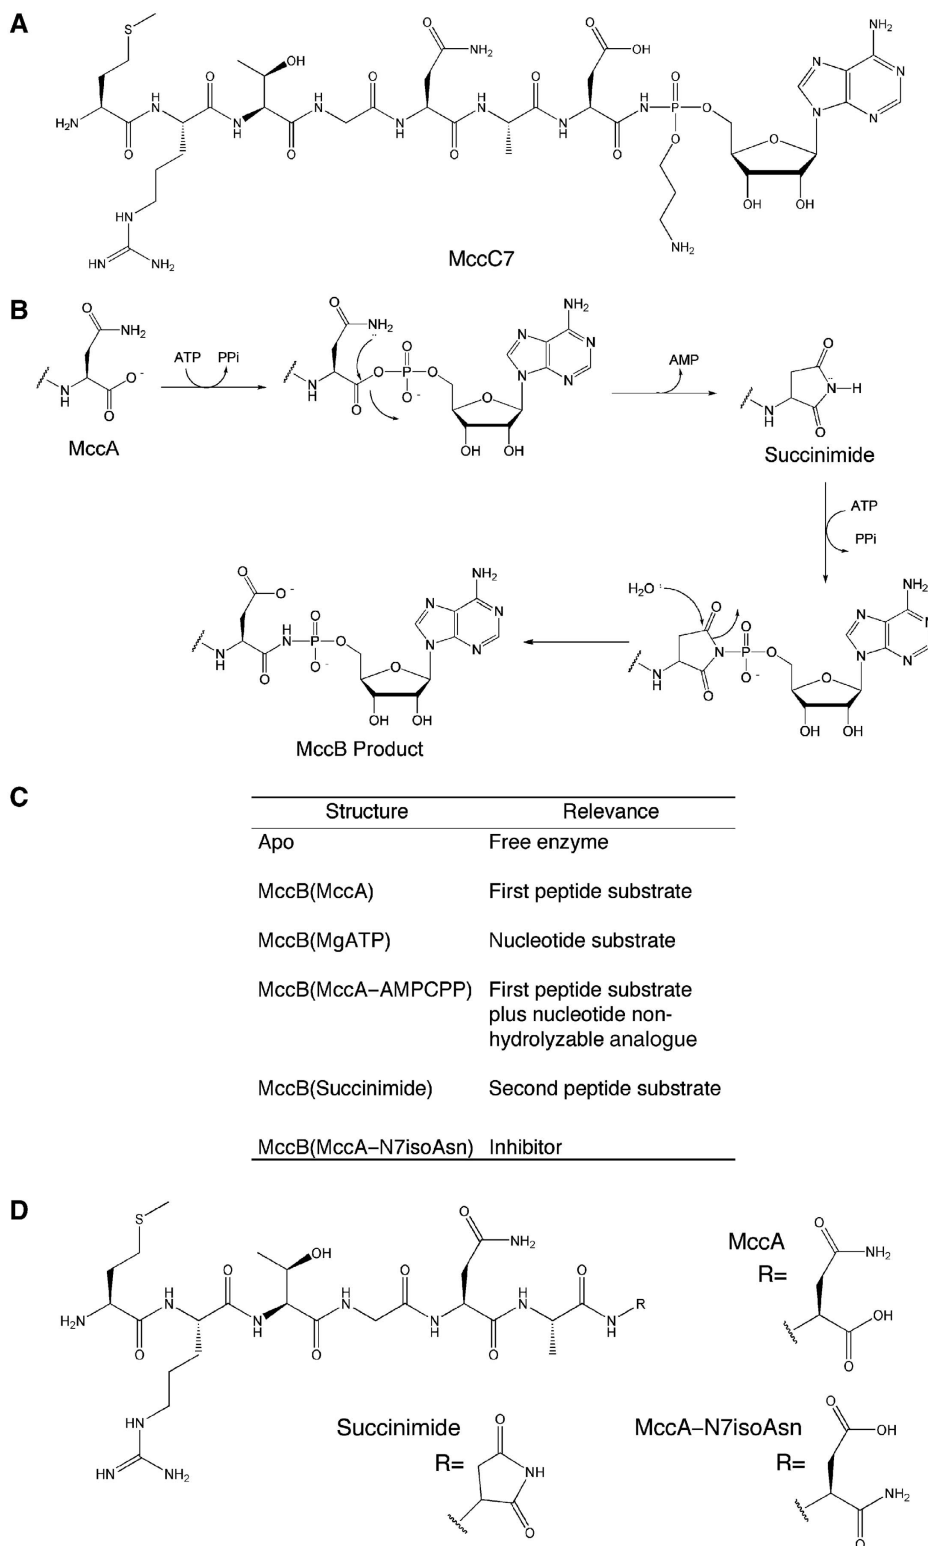 A
S
NH₂
O
O
OH
O
OH
O
NH₂
N
N
N
N
H₂N
O
H
N
O
N
H
O
H
N
O
N
H
O
H
N
O
N
H
O
H
N
O
P
O
O
O
OH
OH
HN
HN
NH₂
NH₂
MccC7
B
O
NH₂
N
H
O⁻
O
MccA
ATP
PPi
O
NH₂
N
H
O
O
O
P
O⁻
O
O
OH
OH
NH₂
N
N
N
N
AMP
O
N–H
O
N
H
Succinimide
ATP
PPi
H₂O
O
N
O
N
H
O
P
O⁻
O
O
OH
OH
NH₂
N
N
N
N
O
O⁻
N
H
O
H
N
O
P
O⁻
O
O
OH
OH
NH₂
N
N
N
N
MccB Product
C
Structure Relevance
Apo Free enzyme
MccB(MccA) First peptide substrate
MccB(MgATP) Nucleotide substrate
MccB(MccA–AMPCPP) First peptide substrate
plus nucleotide non-
hydrolyzable analogue
MccB(Succinimide) Second peptide substrate
MccB(MccA–N7isoAsn) Inhibitor
D
S
OH
O
NH₂
H₂N
O
H
N
O
N
H
O
H
N
O
N
H
O
H
N
O
N
H
R
HN
HN
NH₂
MccA
R=
O
NH₂
OH
O
Succinimide
R=
O
NH
O
MccA–N7isoAsn
R=
O
OH
NH₂
O